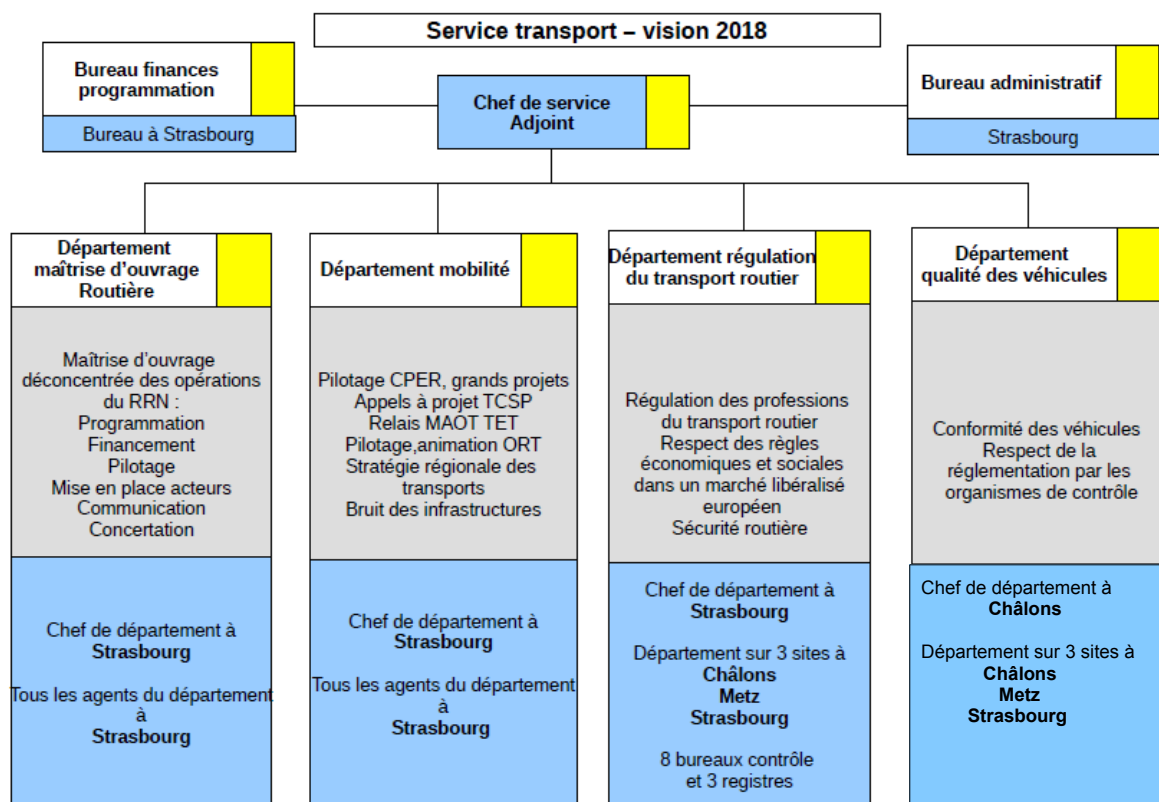 Service transport – vision 2018
Bureau finances
programmation
Bureau à Strasbourg
Chef de service
Adjoint
Bureau administratif
Strasbourg
Département
maîtrise d'ouvrage
Routière
Maîtrise d'ouvrage
déconcentrée des opérations
du RRN :
Programmation
Financement
Pilotage
Mise en place acteurs
Communication
Concertation
Chef de département à
Strasbourg
Tous les agents du département
à
Strasbourg
Département mobilité
Pilotage CPER, grands projets
Appels à projet TCSP
Relais MAOT TET
Pilotage,animation ORT
Stratégie régionale des
transports
Bruit des infrastructures
Chef de département à
Strasbourg
Tous les agents du département
à
Strasbourg
Département régulation
du transport routier
Régulation des professions
du transport routier
Respect des règles
économiques et sociales
dans un marché libéralisé
européen
Sécurité routière
Chef de département à
Strasbourg
Département sur 3 sites à
Châlons
Metz
Strasbourg
8 bureaux contrôle
et 3 registres
Département
qualité des véhicules
Conformité des véhicules
Respect de la
réglementation par les
organismes de contrôle
Chef de département à
Châlons
Département sur 3 sites à
Châlons
Metz
Strasbourg